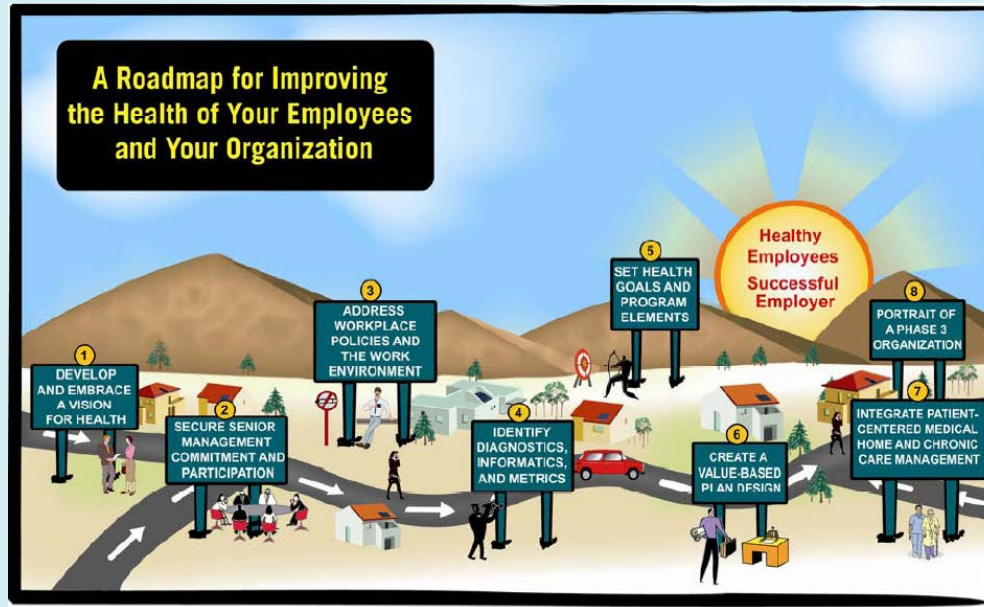 A Roadmap for Improving
the Health of Your Employees
and Your Organization
Healthy
Employees
Successful
Employer
1
DEVELOP
AND EMBRACE
A VISION
FOR HEALTH
2
SECURE SENIOR
MANAGEMENT
COMMITMENT AND
PARTICIPATION
3
ADDRESS
WORKPLACE
POLICIES AND
THE WORK
ENVIRONMENT
4
IDENTIFY
DIAGNOSTICS,
INFORMATICS,
AND METRICS
5
SET HEALTH
GOALS AND
PROGRAM
ELEMENTS
6
CREATE A
VALUE-BASED
PLAN DESIGN
7
INTEGRATE PATIENT-
CENTERED MEDICAL
HOME AND CHRONIC
CARE MANAGEMENT
8
PORTRAIT OF
A PHASE 3
ORGANIZATION